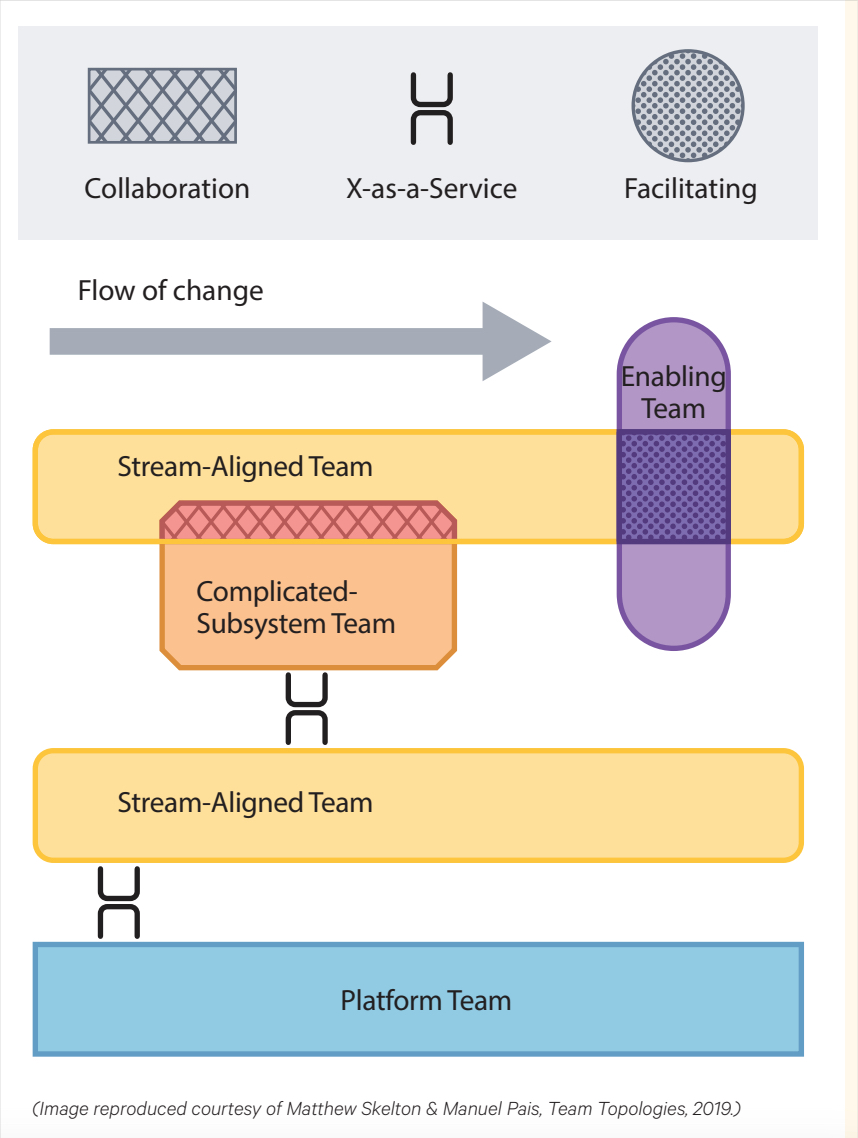 Collaboration
X-as-a-Service
Facilitating
Flow of change
Enabling
Team
Stream-Aligned Team
Complicated-
Subsystem Team
Stream-Aligned Team
Platform Team
(Image reproduced courtesy of Matthew Skelton & Manuel Pais, Team Topologies, 2019.)